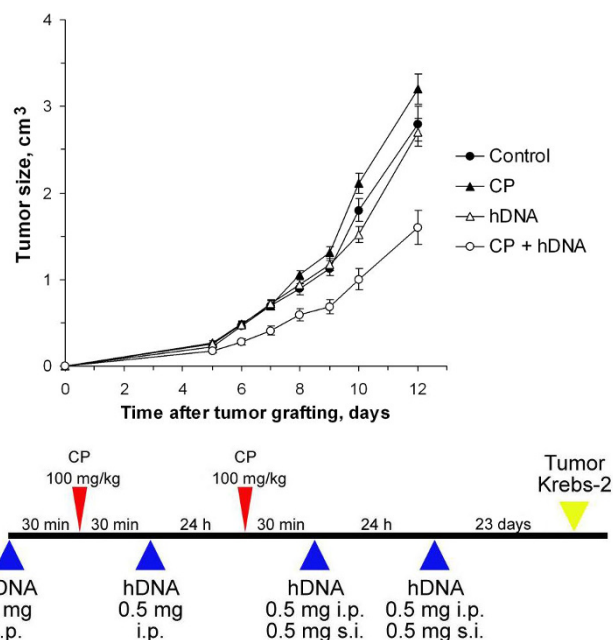 4
3
2
1
0
Tumor size, cm3
Control
CP
hDNA
CP + hDNA
0 2 4 6 8 10 12
Time after tumor grafting, days
CP
100 mg/kg
CP
100 mg/kg
Tumor
Krebs-2
30 min 30 min 24 h 30 min 24 h 23 days
DNA
mg
.p.
hDNA
0.5 mg
i.p.
hDNA
0.5 mg i.p.
0.5 mg s.i.
hDNA
0.5 mg i.p.
0.5 mg s.i.